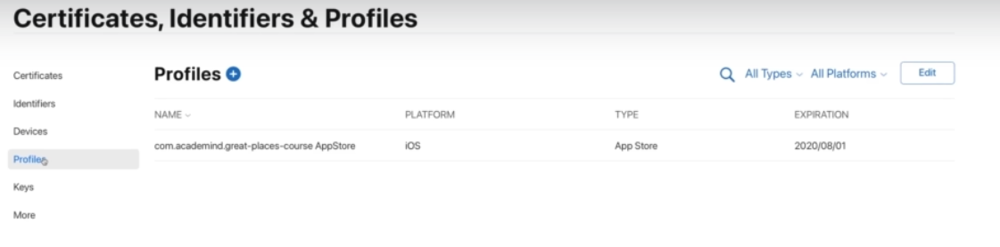 Certificates, Identifiers & Profiles
Certificates
Identifiers
Devices
Profiles
Keys
More
Profiles
All Types All Platforms Edit
NAME PLATFORM TYPE EXPIRATION
com.academind.great-places-course AppStore iOS App Store 2020/08/01